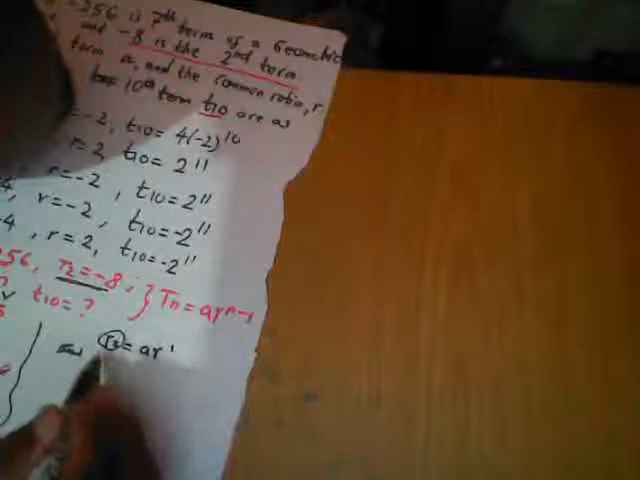 256 is 7th term of a Geometric
and -8 is the 2nd term
term a, and the common ratio, r
10th term t10 are as
= -2, t10 = 4(-2)^10
r = 2, t10 = 2^11
r = -2, t10 = 2^11
4, r = -2, t10 = -2^11
-4, r = 2, t10 = -2^11
256, T2 = -8; } Tn = ar^n-1
t10 = ?
T2 = ar^1